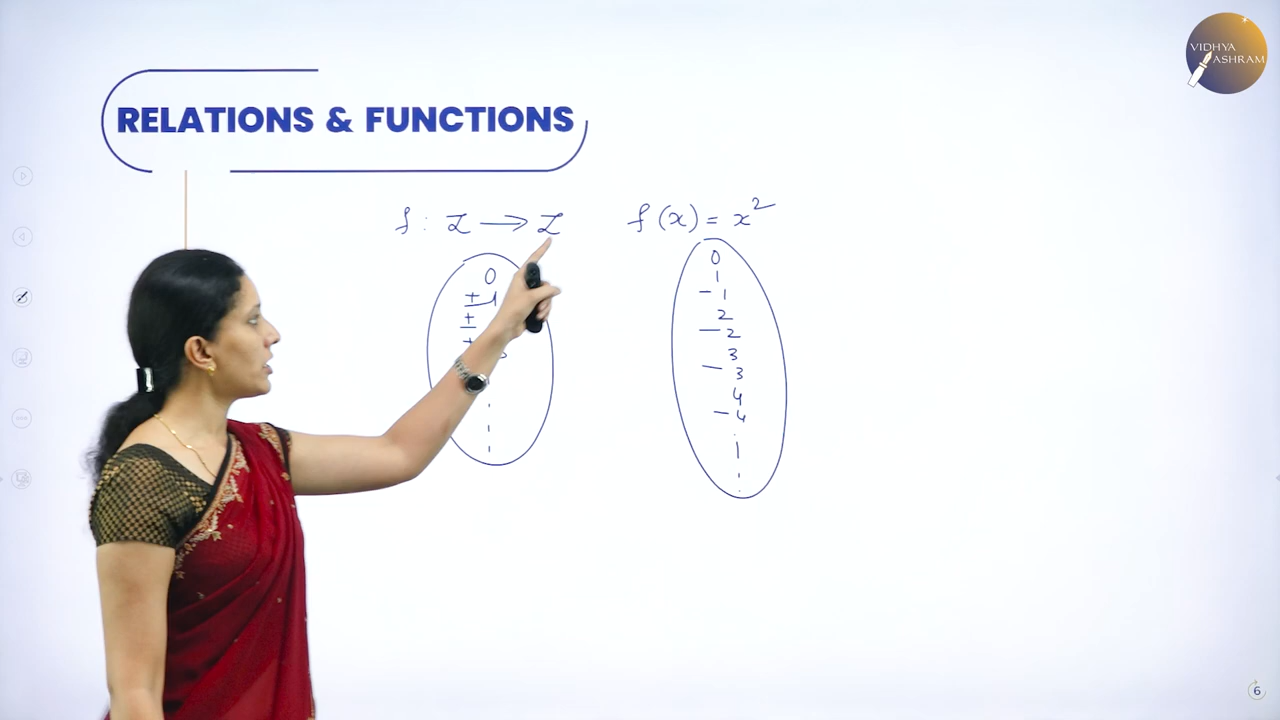 VIDHYA
ASHRAM
RELATIONS & FUNCTIONS
f : Z → Z
f(x) = x²
0
±1
±
±
0
1
-1
2
-2
3
-3
4
-4
6